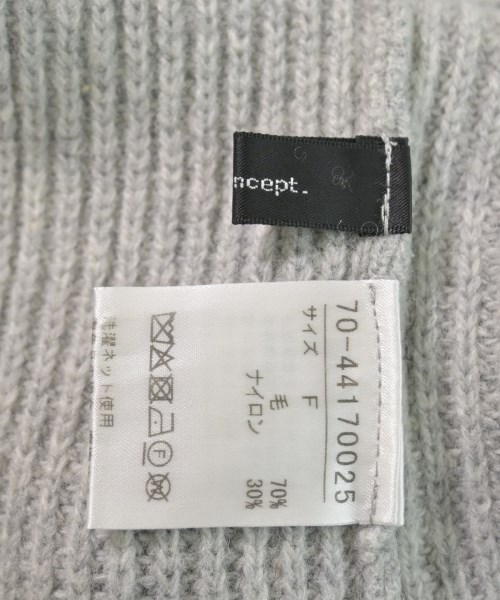 ncept.
70-44170025
サイズ F
毛 70%
ナイロン 30%
F
洗濯ネット使用